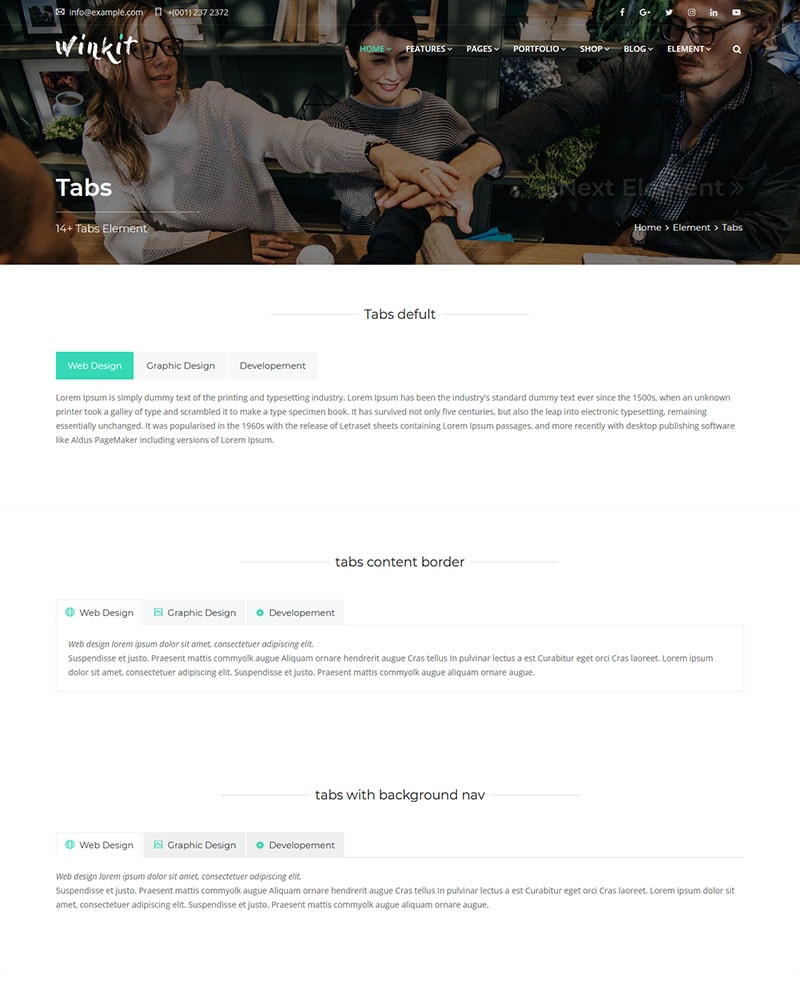 info@example.com +(001) 237 2372
winkit
HOME FEATURES PAGES PORTFOLIO SHOP BLOG ELEMENT
Tabs
Next Element
14+ Tabs Element
Home Element Tabs
Tabs defult
Web Design Graphic Design Developement
Lorem Ipsum is simply dummy text of the printing and typesetting industry. Lorem Ipsum has been the industry's standard dummy text ever since the 1500s, when an unknown
printer took a galley of type and scrambled it to make a type specimen book. It has survived not only five centuries, but also the leap into electronic typesetting, remaining
essentially unchanged. It was popularised in the 1960s with the release of Letraset sheets containing Lorem Ipsum passages, and more recently with desktop publishing software
like Aldus PageMaker including versions of Lorem Ipsum.
tabs content border
Web Design Graphic Design Developement
Web design lorem ipsum dolor sit amet, consectetuer adipiscing elit.
Suspendisse et justo. Praesent mattis commyolk augue Aliquam ornare hendrerit augue Cras tellus In pulvinar lectus a est Curabitur eget orci Cras laoreet. Lorem ipsum
dolor sit amet, consectetuer adipiscing elit. Suspendisse et justo. Praesent mattis commyolk augue aliquam ornare augue.
tabs with background nav
Web Design Graphic Design Developement
Web design lorem ipsum dolor sit amet, consectetuer adipiscing elit.
Suspendisse et justo. Praesent mattis commyolk augue Aliquam ornare hendrerit augue Cras tellus In pulvinar lectus a est Curabitur eget orci Cras laoreet. Lorem ipsum dolor sit
amet, consectetuer adipiscing elit. Suspendisse et justo. Praesent mattis commyolk augue aliquam ornare augue.